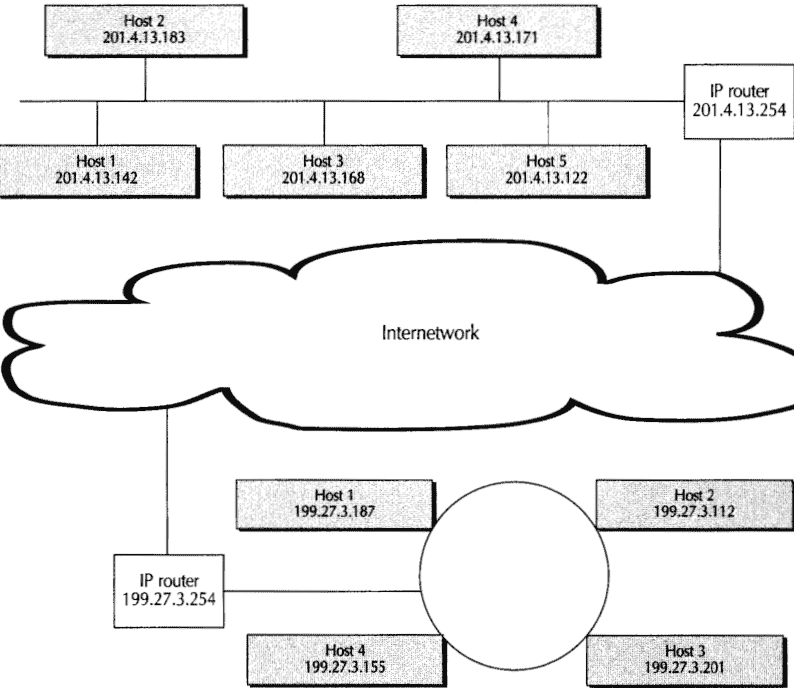 Host 2
201.4.13.183
Host 4
201.4.13.171
IP router
201.4.13.254
Host 1
201.4.13.142
Host 3
201.4.13.168
Host 5
201.4.13.122
Internetwork
Host 1
199.27.3.187
Host 2
199.27.3.112
IP router
199.27.3.254
Host 4
199.27.3.155
Host 3
199.27.3.201